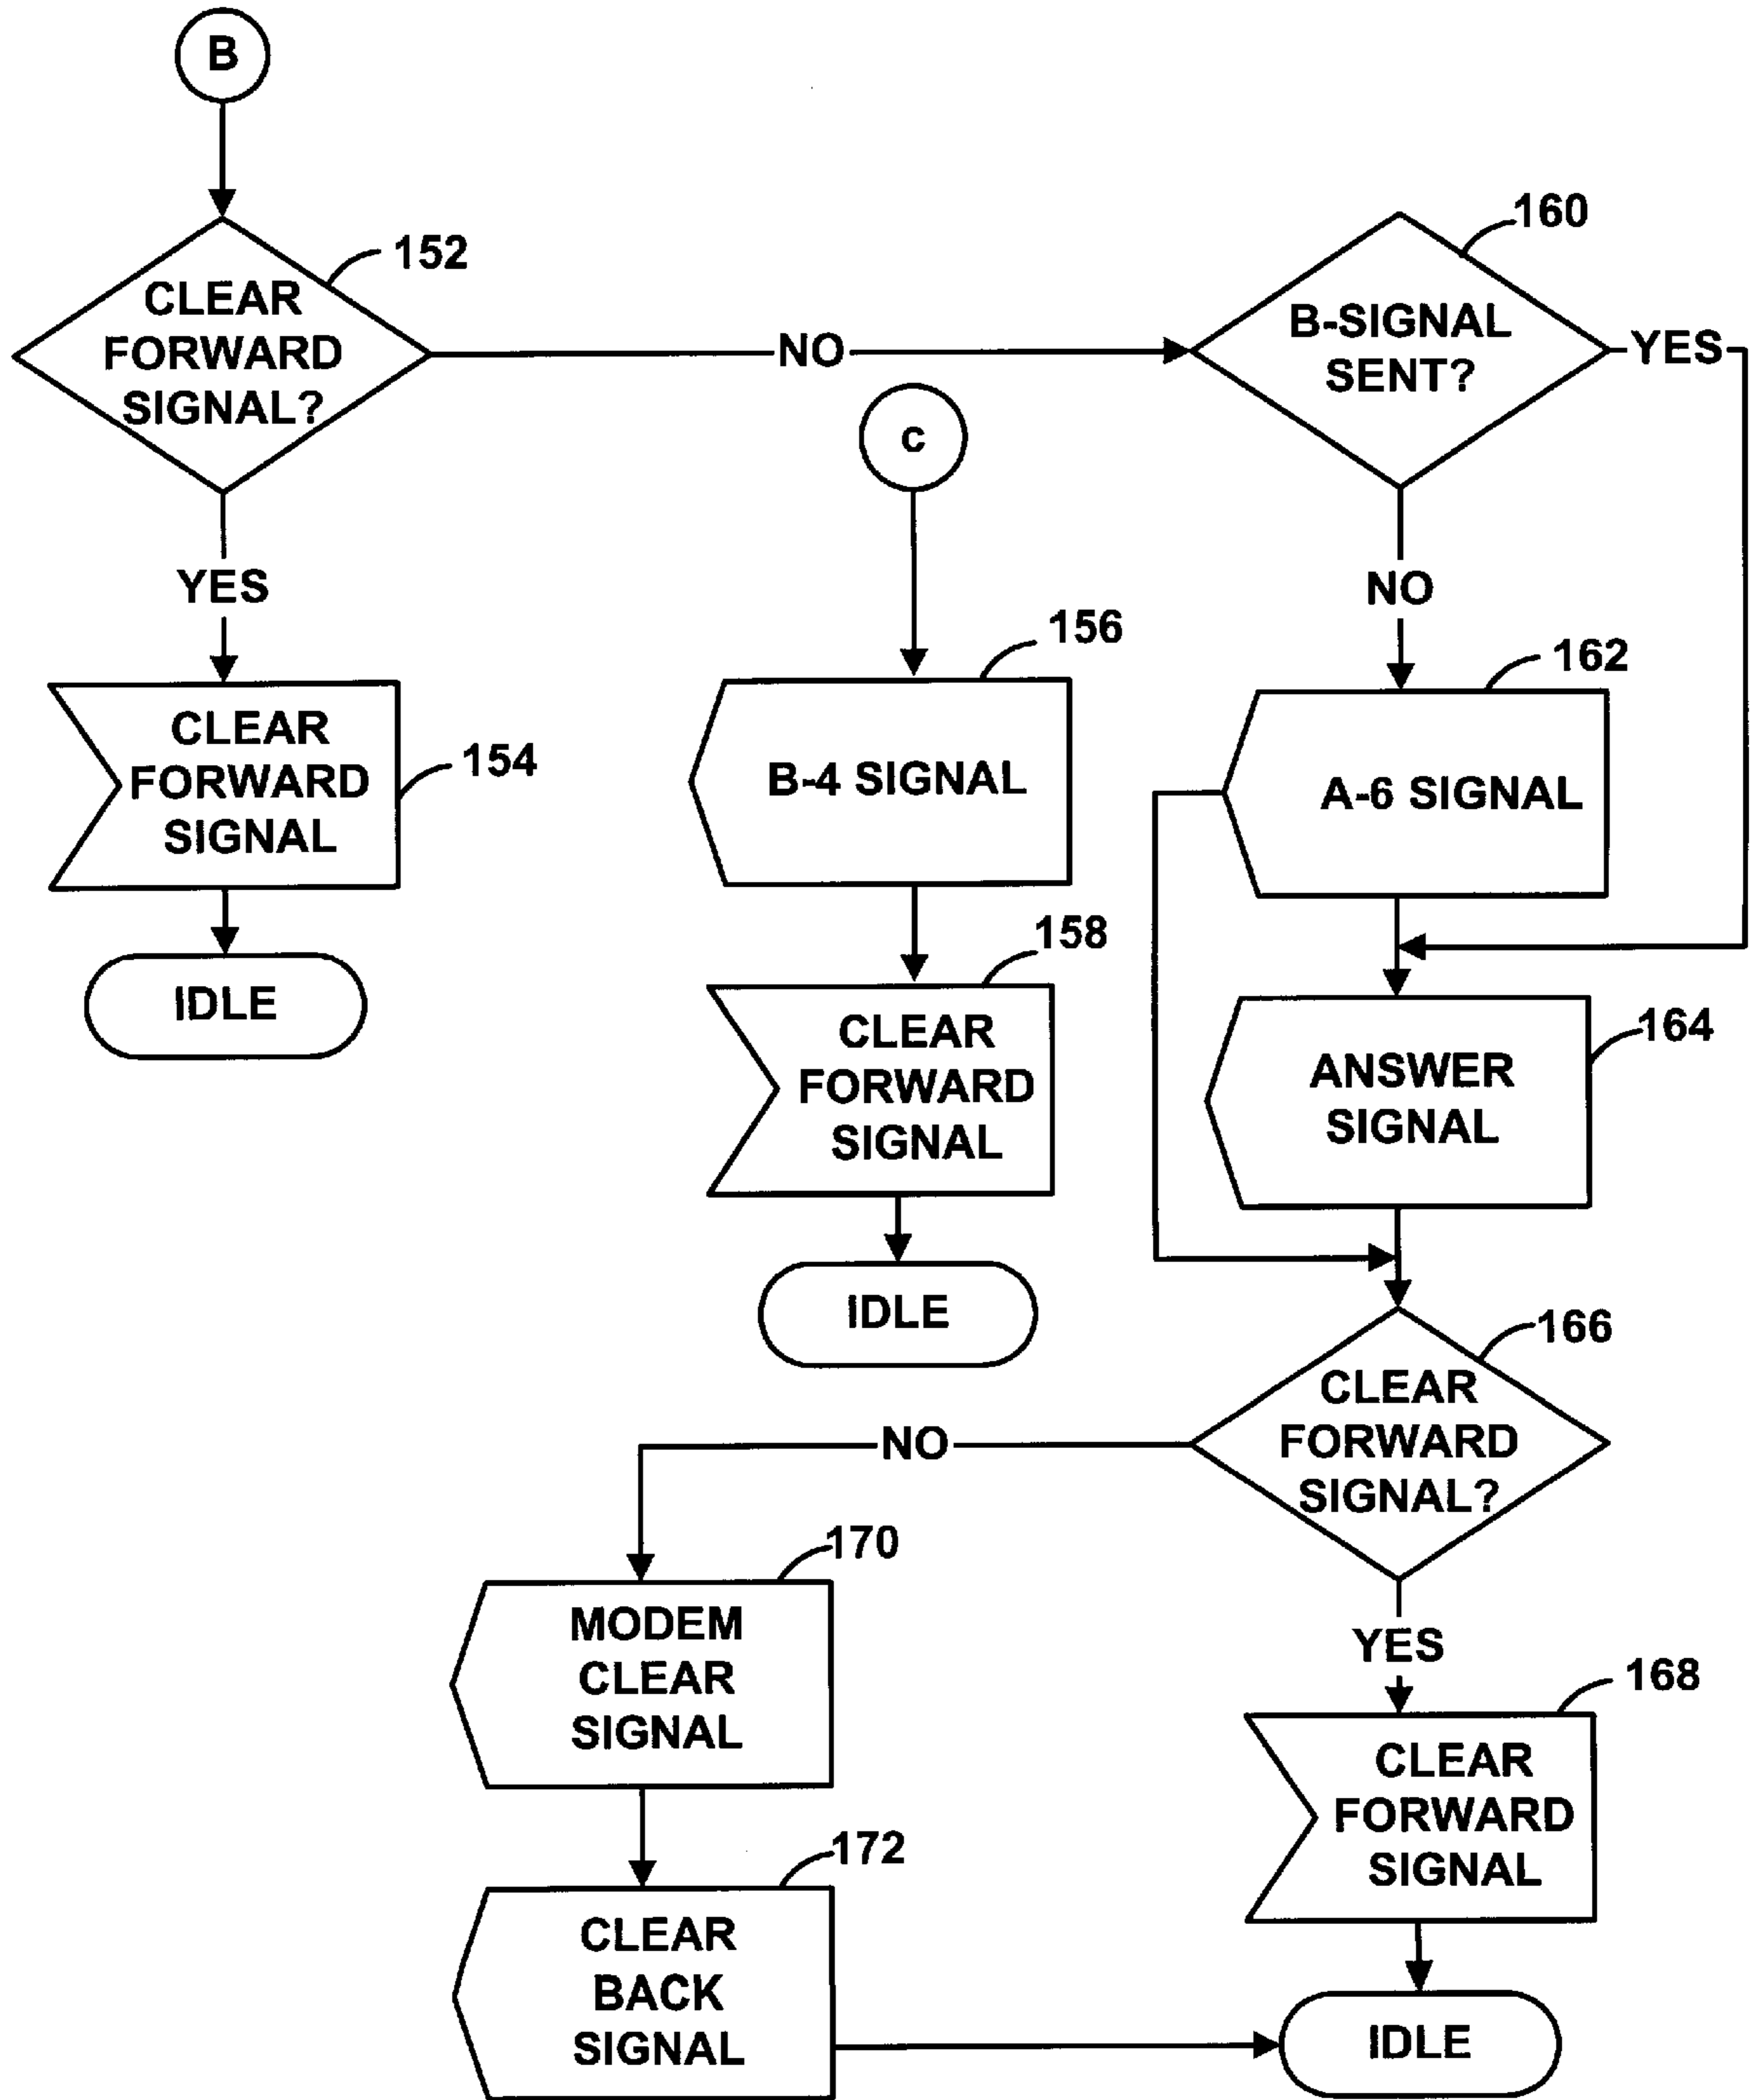 B
152
CLEAR
FORWARD
SIGNAL?
NO
160
B-SIGNAL
SENT?
YES
c
YES
NO
156
162
CLEAR
FORWARD
SIGNAL
154
B-4 SIGNAL
A-6 SIGNAL
IDLE
158
CLEAR
FORWARD
SIGNAL
164
ANSWER
SIGNAL
IDLE
166
CLEAR
FORWARD
SIGNAL?
NO
170
MODEM
CLEAR
SIGNAL
YES
168
CLEAR
FORWARD
SIGNAL
172
CLEAR
BACK
SIGNAL
IDLE